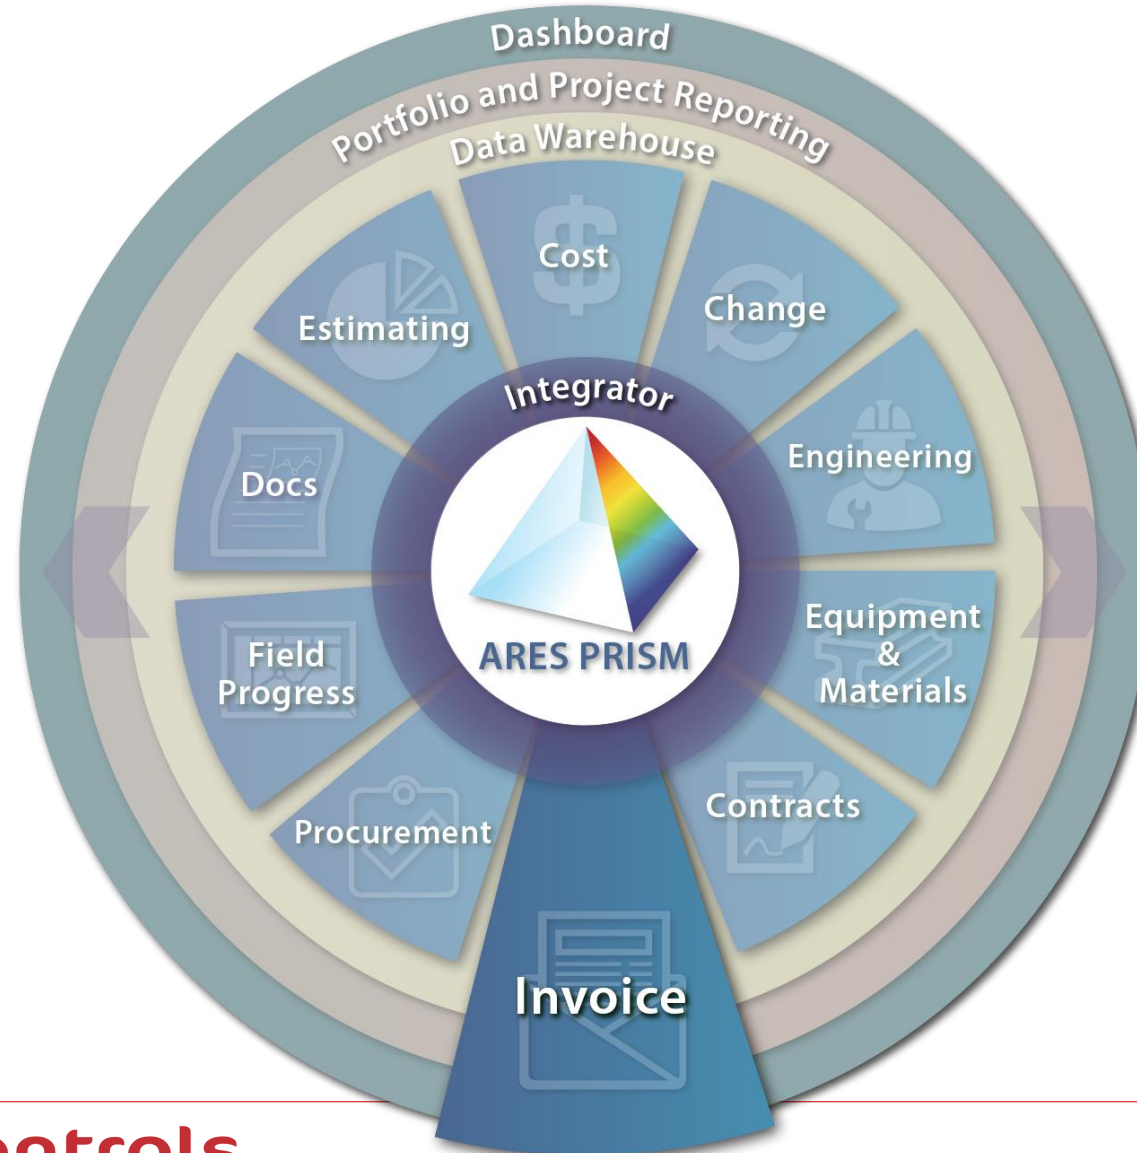 Dashboard
Portfolio and Project Reporting
Data Warehouse
Cost
Change
Estimating
Integrator
Engineering
Docs
Equipment
&
Materials
ARES PRISM
Field
Progress
Contracts
Procurement
Invoice